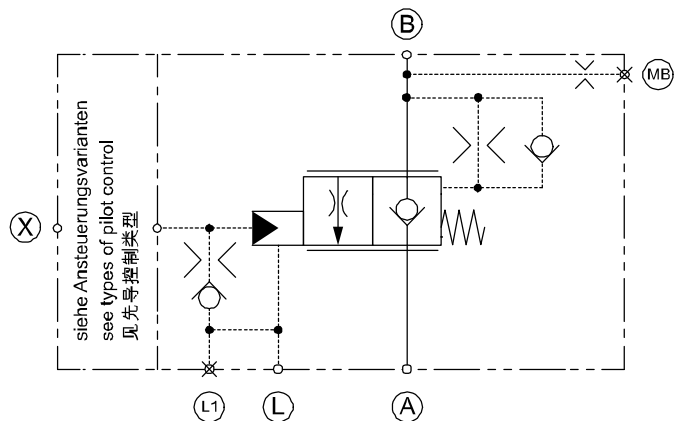 B
MB
X
siehe Ansteuerungsvarianten
see types of pilot control
见先导控制类型
L1
L
A